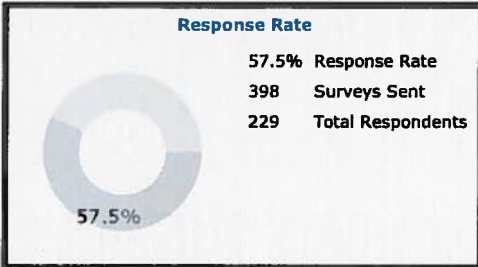 Response Rate
57.5% Response Rate
398 Surveys Sent
229 Total Respondents
57.5%